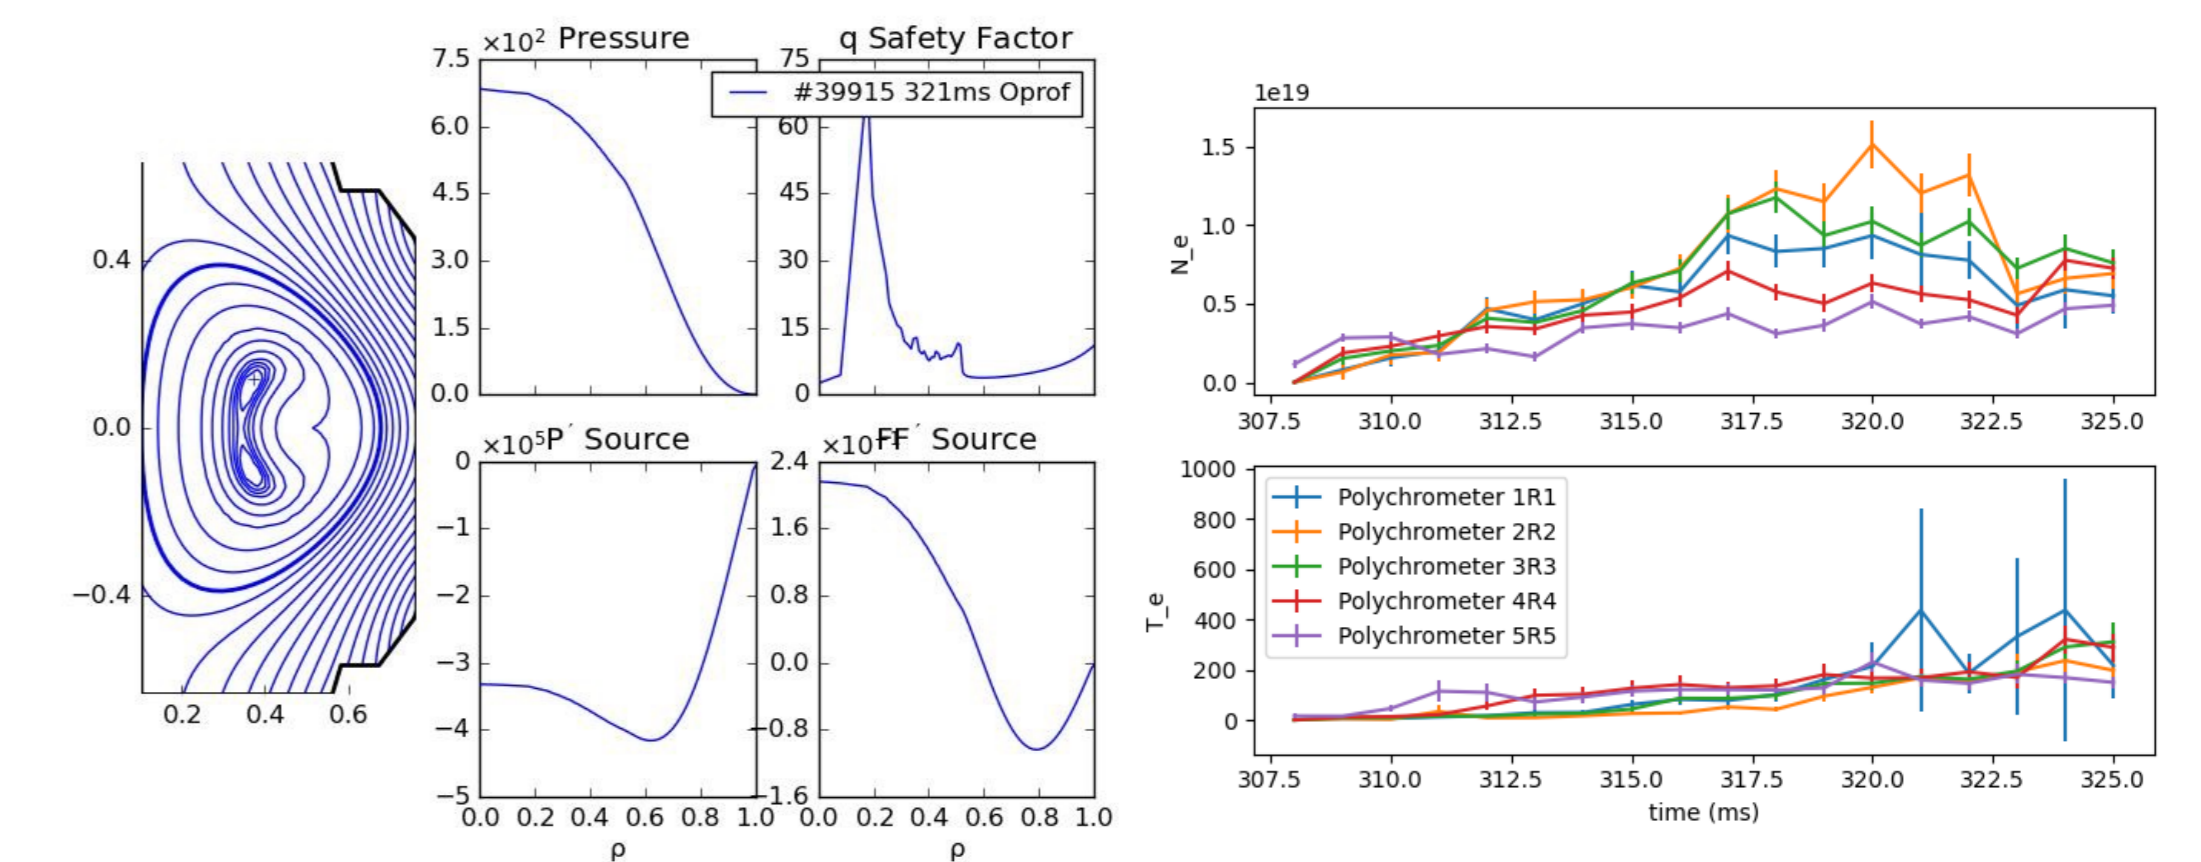 ×10² Pressure
7.5
6.0
4.5
3.0
1.5
0.0
q Safety Factor
75
60
45
30
15
0
#39915 321ms Oprof
0.4
0.0
−0.4
0.2 0.4 0.6
×10⁵P´ Source
0
−1
−2
−3
−4
−5
0.0 0.2 0.4 0.6 0.8 1.0
ρ
FF´ Source
2.4
1.6
0.8
0.0
−0.8
−1.6
0.0 0.2 0.4 0.6 0.8 1.0
ρ
1e19
1.5
1.0
0.5
0.0
N_e
307.5 310.0 312.5 315.0 317.5 320.0 322.5 325.0
1000
800
600
400
200
0
T_e
Polychrometer 1R1
Polychrometer 2R2
Polychrometer 3R3
Polychrometer 4R4
Polychrometer 5R5
307.5 310.0 312.5 315.0 317.5 320.0 322.5 325.0
time (ms)